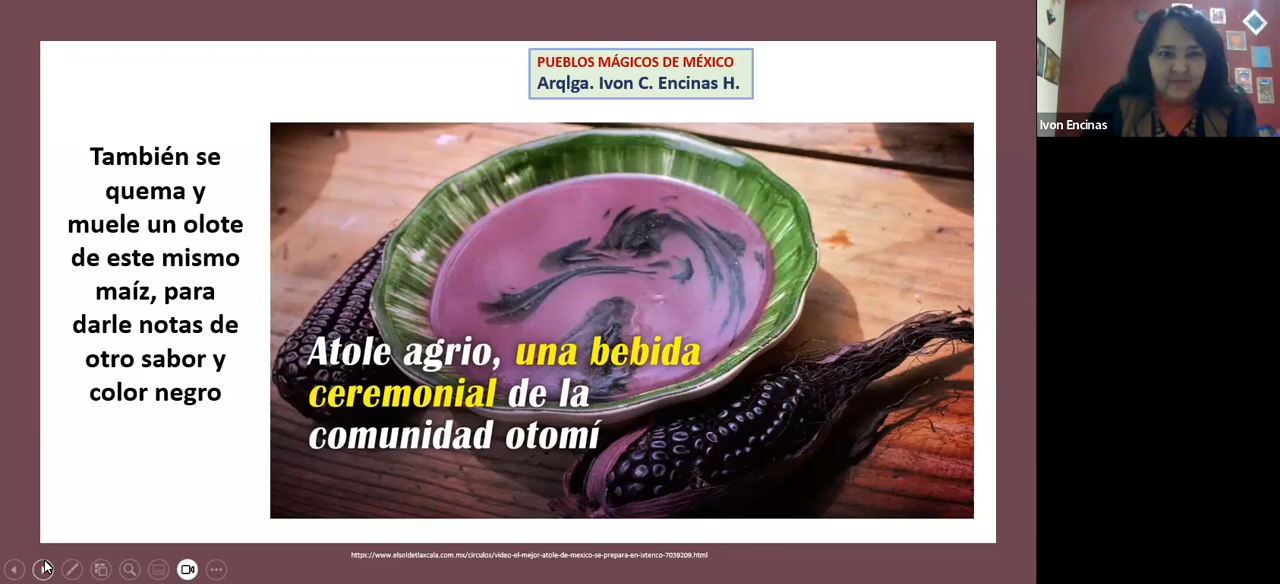 PUEBLOS MÁGICOS DE MÉXICO
Arqlga. Ivon C. Encinas H.
También se
quema y
muele un olote
de este mismo
maíz, para
darle notas de
otro sabor y
color negro
Atole agrio, una bebida
ceremonial de la
comunidad otomí
https://www.elsoldetlaxcala.com.mx/circulos/video-el-mejor-atole-de-mexico-se-prepara-en-ixtenco-7039209.html
Ivon Encinas